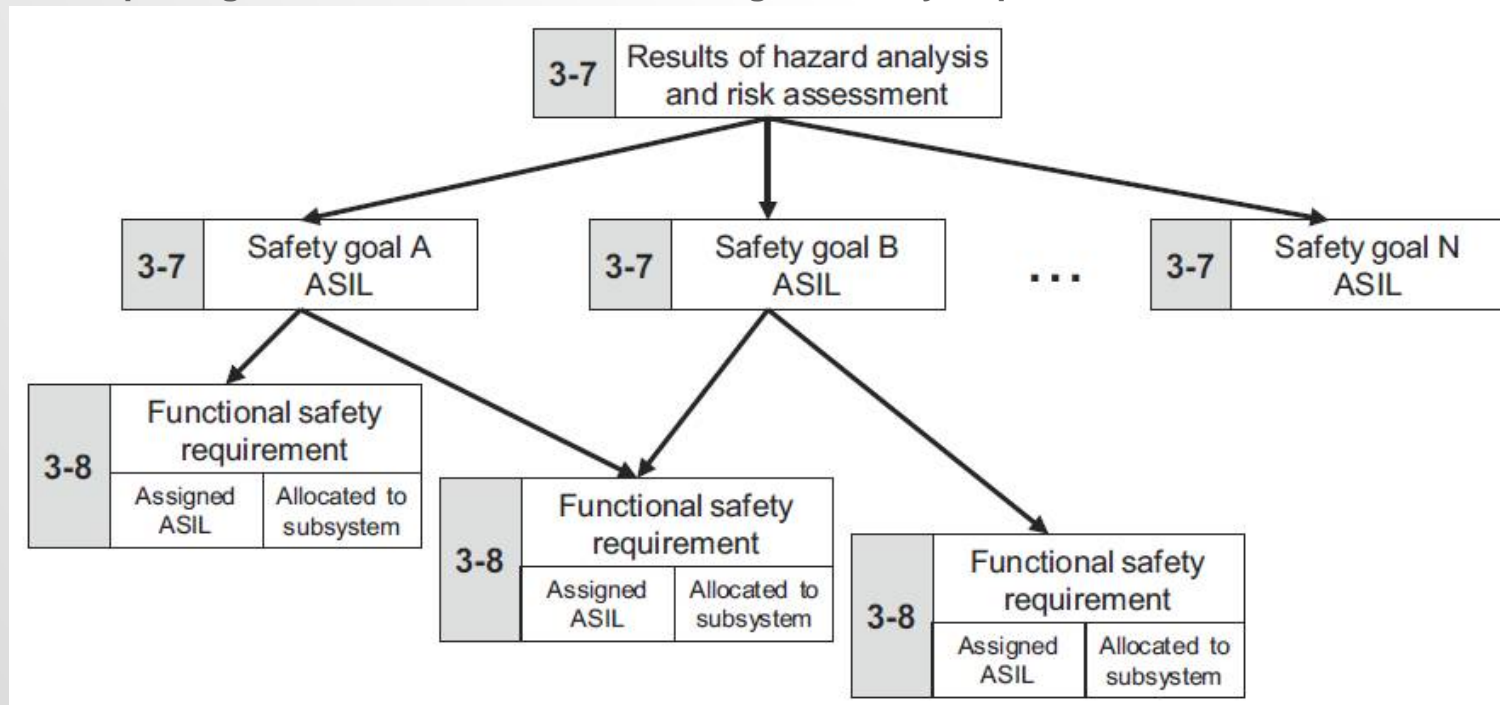 3-7
Results of hazard analysis
and risk assessment
3-7
Safety goal A
ASIL
3-7
Safety goal B
ASIL
...
3-7
Safety goal N
ASIL
3-8
Functional safety
requirement
Assigned
ASIL
Allocated to
subsystem
3-8
Functional safety
requirement
Assigned
ASIL
Allocated to
subsystem
3-8
Functional safety
requirement
Assigned
ASIL
Allocated to
subsystem